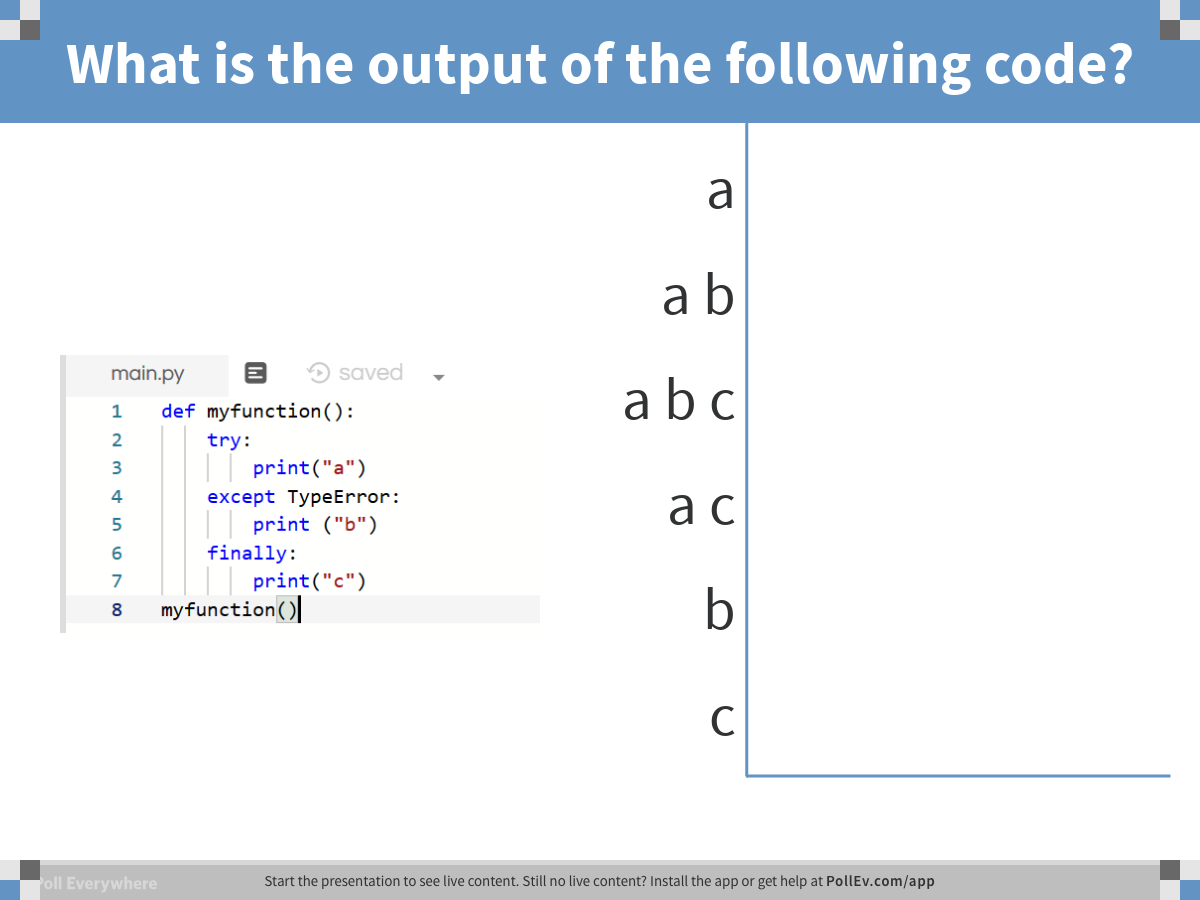 What is the output of the following code?
a
a b
a b c
a c
b
c
main.py saved
1 def myfunction():
2 try:
3 print("a")
4 except TypeError:
5 print ("b")
6 finally:
7 print("c")
8 myfunction()
Poll Everywhere
Start the presentation to see live content. Still no live content? Install the app or get help at PollEv.com/app